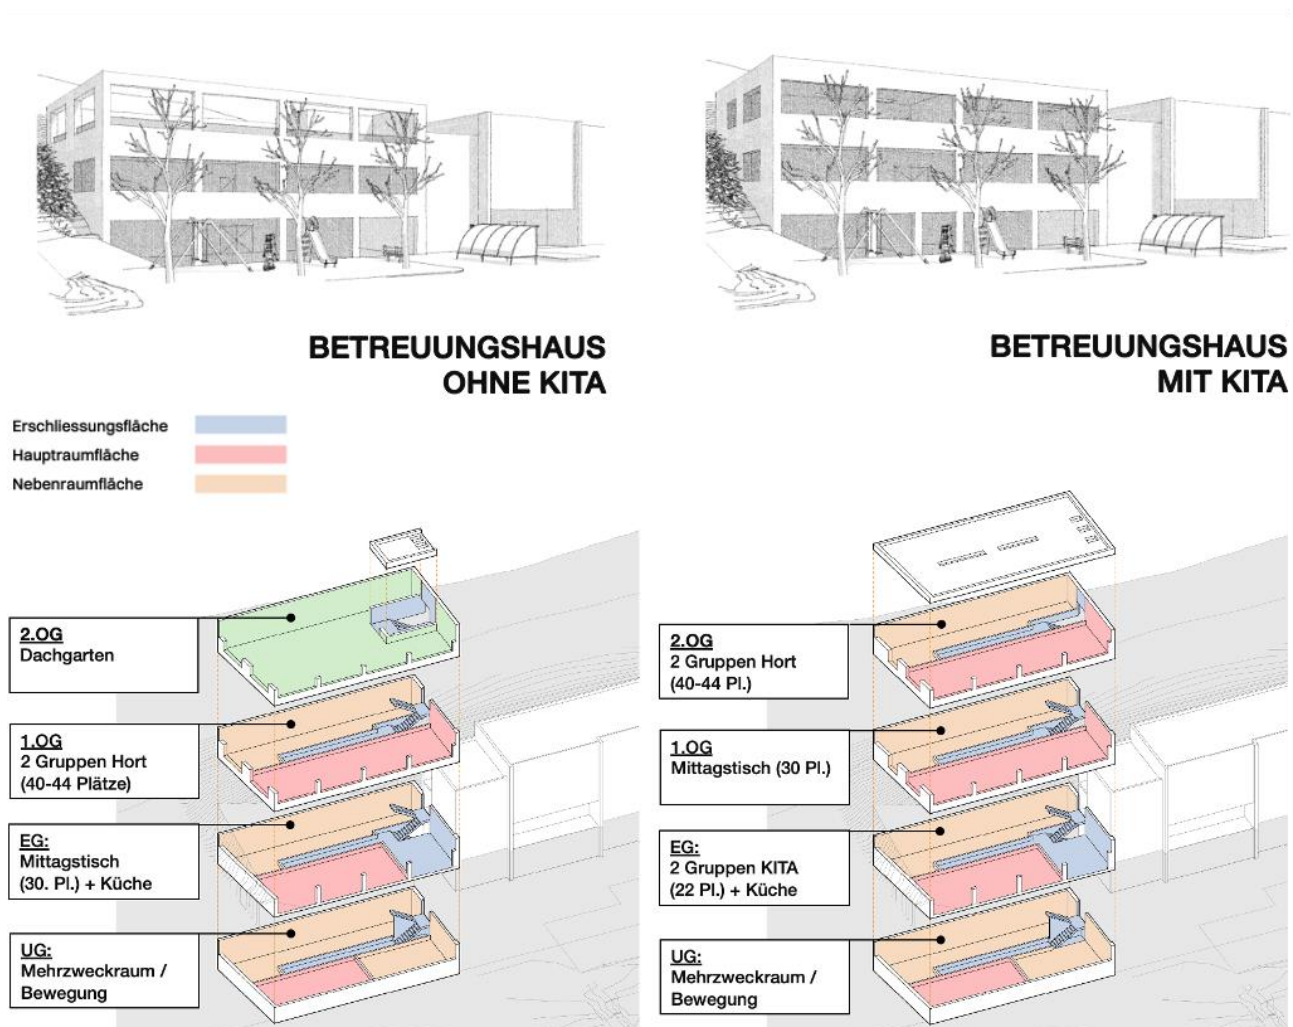 BETREUUNGSHAUS
OHNE KITA
BETREUUNGSHAUS
MIT KITA
Erschliessungsfläche
Hauptraumfläche
Nebenraumfläche
2.OG
Dachgarten
1.OG
2 Gruppen Hort
(40-44 Plätze)
EG:
Mittagstisch
(30. Pl.) + Küche
UG:
Mehrzweckraum /
Bewegung
2.OG
2 Gruppen Hort
(40-44 Pl.)
1.OG
Mittagstisch (30 Pl.)
EG:
2 Gruppen KITA
(22 Pl.) + Küche
UG:
Mehrzweckraum /
Bewegung